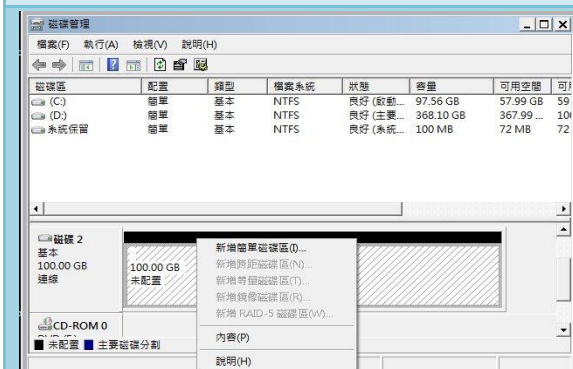 磁碟管理
檔案(F) 執行(A) 檢視(V) 說明(H)
磁碟區 配置 類型 檔案系統 狀態 容量 可用空間 可用
(C:) 簡單 基本 NTFS 良好 (啟動... 97.56 GB 57.99 GB 59
(D:) 簡單 基本 NTFS 良好 (主要... 368.10 GB 367.99 ... 100
系統保留 簡單 基本 NTFS 良好 (系統... 100 MB 72 MB 72
磁碟 2
基本
100.00 GB
連線
100.00 GB
未配置
新增簡單磁碟區(I)...
新增跨距磁碟區(N)...
新增等量磁碟區(T)...
新增鏡像磁碟區(R)...
新增 RAID-5 磁碟區(W)...
內容(P)
說明(H)
CD-ROM 0
未配置 主要磁碟分割